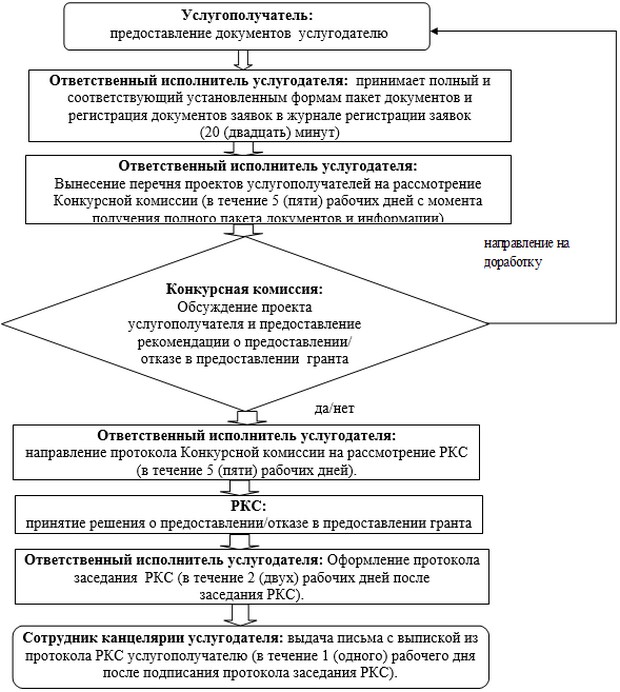 Услугополучатель:
предоставление документов услугодателю
Ответственный исполнитель услугодателя: принимает полный и
соответствующий установленным формам пакет документов и
регистрация документов заявок в журнале регистрации заявок
(20 (двадцать) минут)
Ответственный исполнитель услугодателя:
Вынесение перечня проектов услугополучателей на рассмотрение
Конкурсной комиссии (в течение 5 (пяти) рабочих дней с момента
получения полного пакета документов и информации)
направление на
доработку
Конкурсная комиссия:
Обсуждение проекта
услугополучателя и предоставление
рекомендации о предоставлении/
отказе в предоставлении гранта
да/нет
Ответственный исполнитель услугодателя:
направление протокола Конкурсной комиссии на рассмотрение РКС
(в течение 5 (пяти) рабочих дней).
РКС:
принятие решения о предоставлении/отказе в предоставлении гранта
Ответственный исполнитель услугодателя: Оформление протокола
заседания РКС (в течение 2 (двух) рабочих дней после
заседания РКС).
Сотрудник канцелярии услугодателя: выдача письма с выпиской из
протокола РКС услугополучателю (в течение 1 (одного) рабочего дня
после подписания протокола заседания РКС).